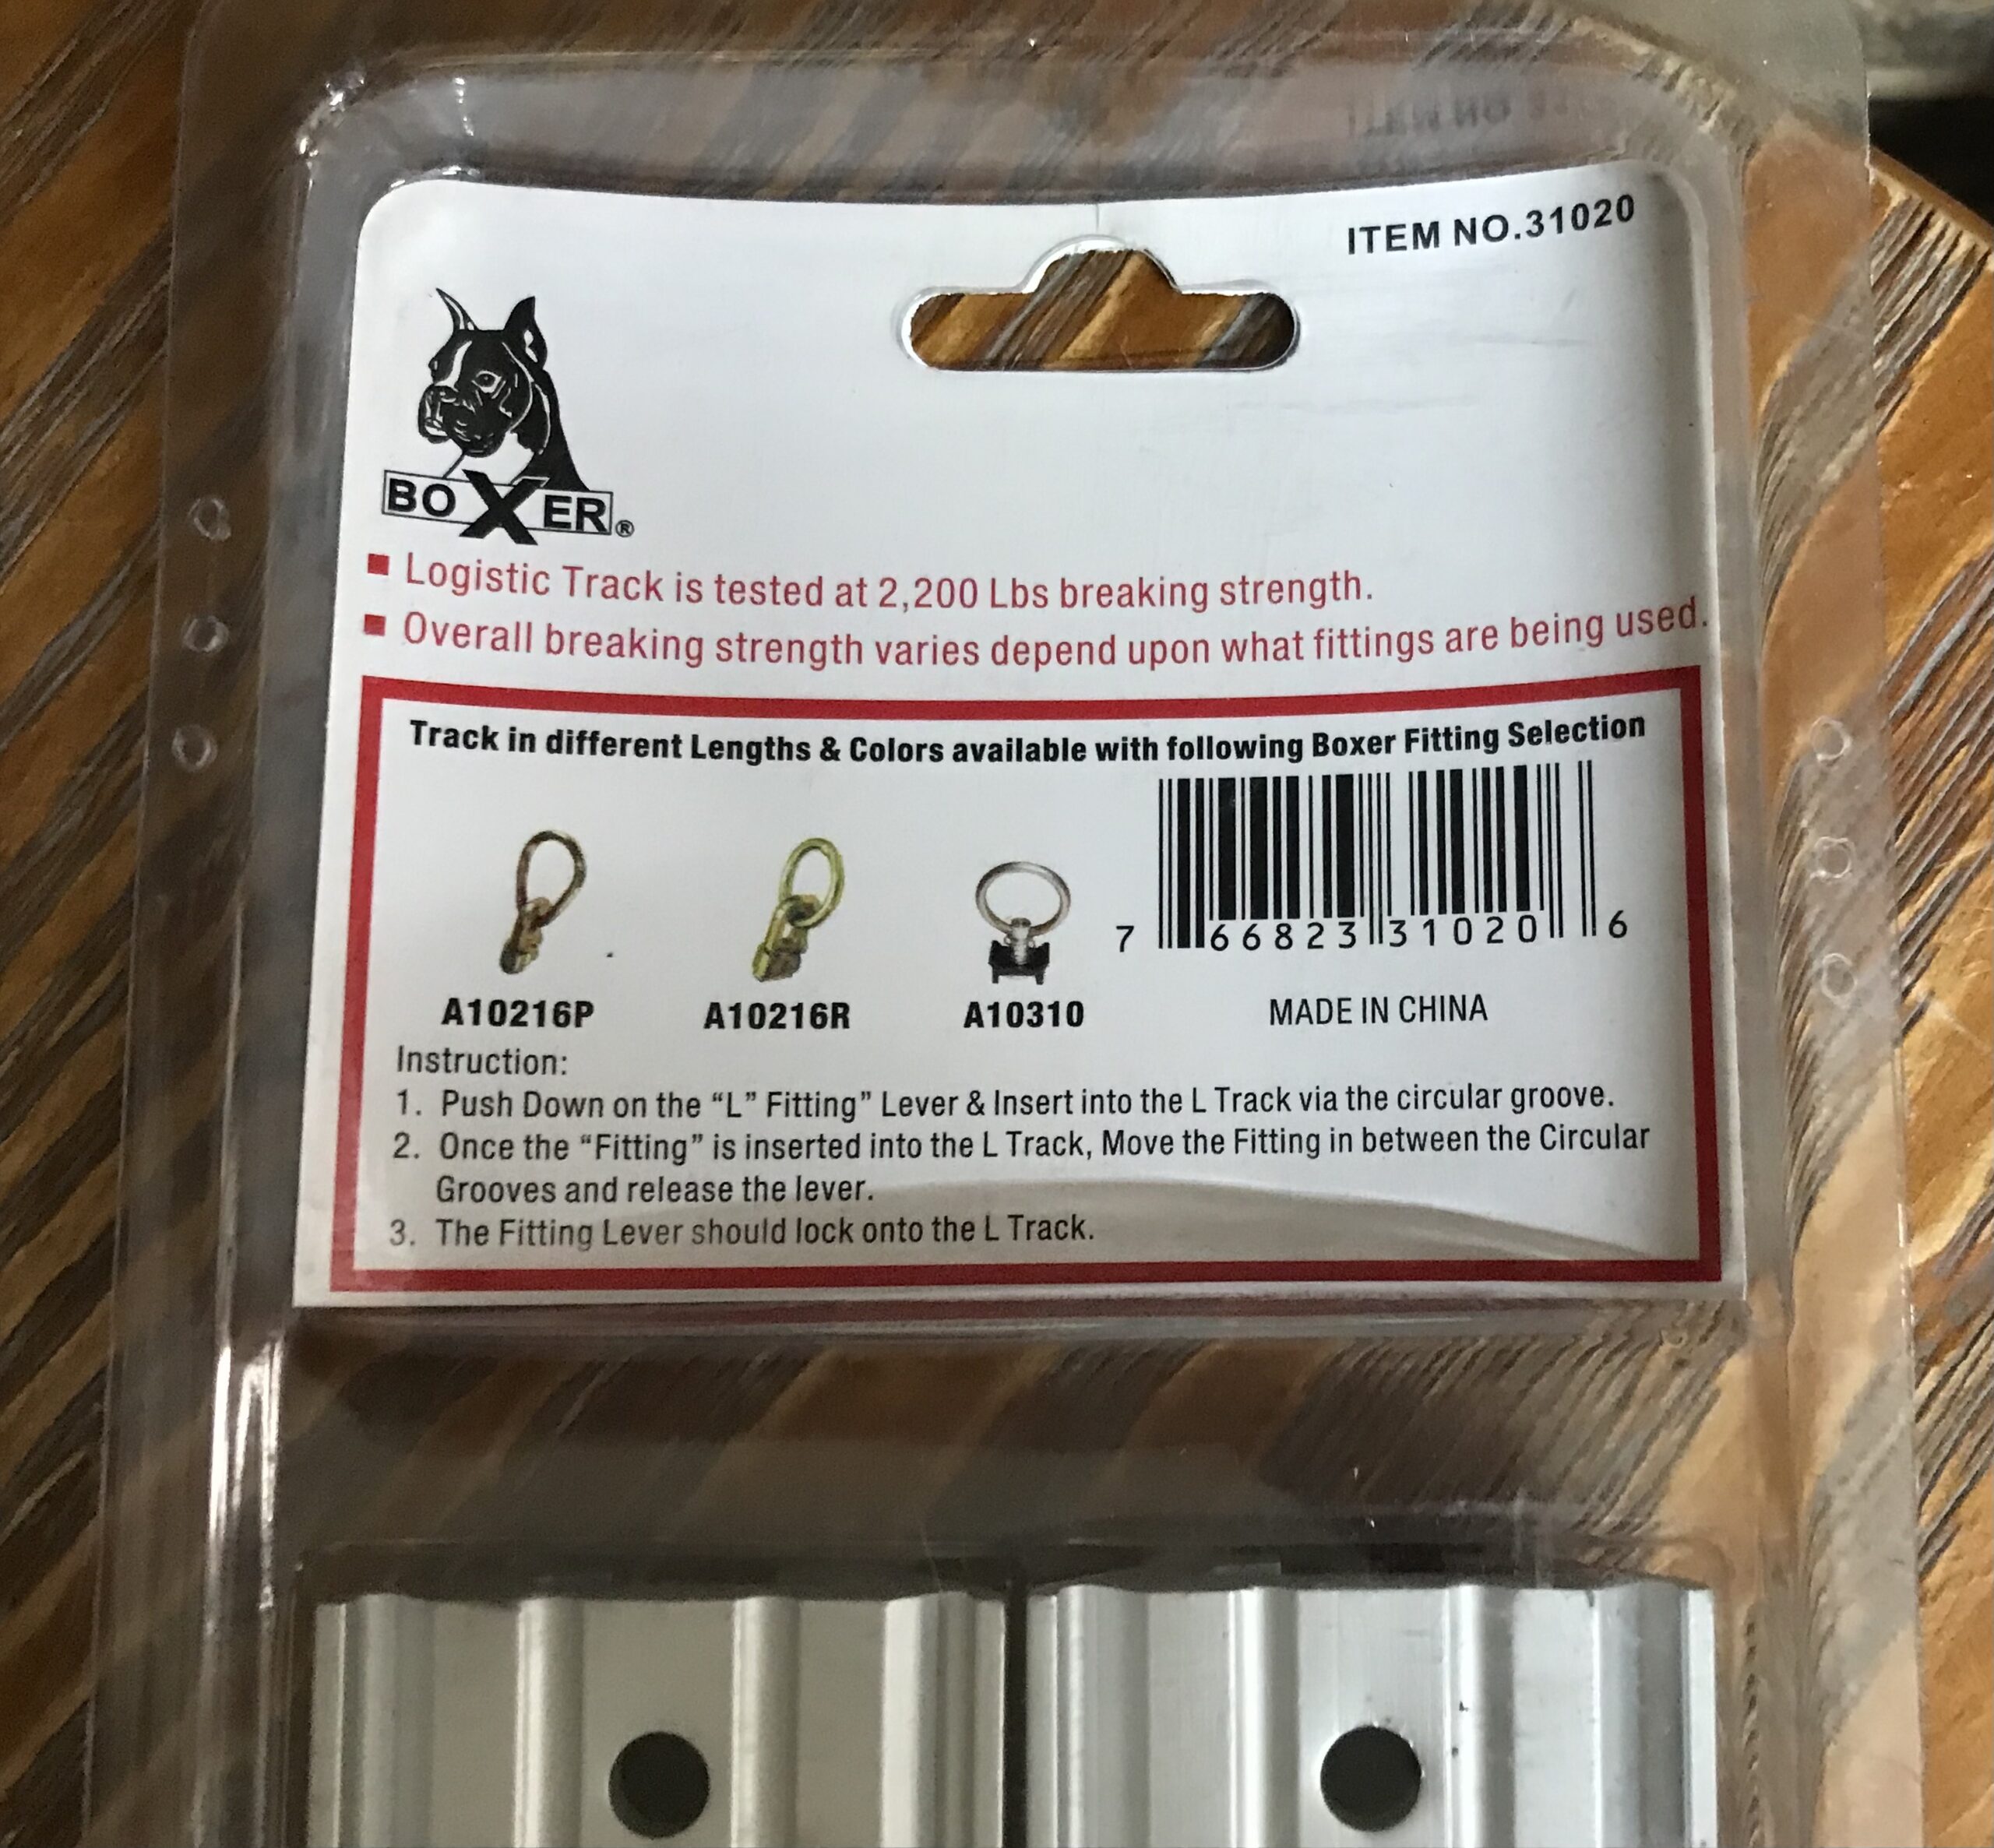 ITEM NO.31020
BOXER®
■ Logistic Track is tested at 2,200 Lbs breaking strength.
■ Overall breaking strength varies depend upon what fittings are being used.
Track in different Lengths & Colors available with following Boxer Fitting Selection
7 66823 31020 6
A10216P A10216R A10310 MADE IN CHINA
Instruction:
1. Push Down on the “L” Fitting” Lever & Insert into the L Track via the circular groove.
2. Once the “Fitting” is inserted into the L Track, Move the Fitting in between the Circular
Grooves and release the lever.
3. The Fitting Lever should lock onto the L Track.